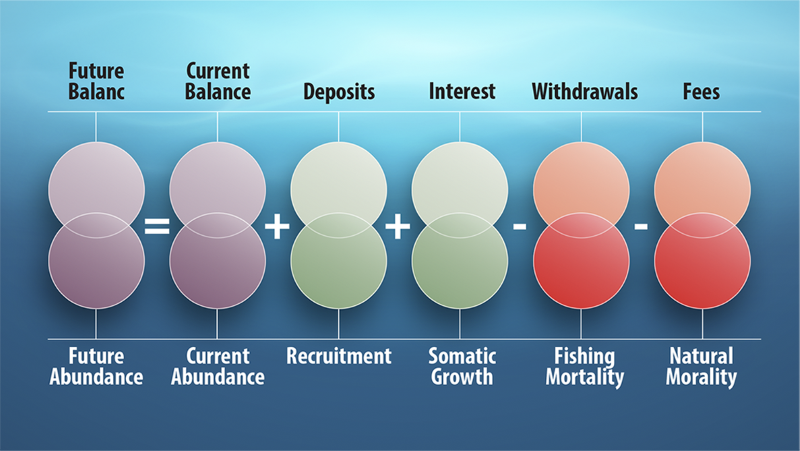 Future
Balanc
Current
Balance
Deposits
Interest
Withdrawals
Fees
=
+
+
-
-
Future
Abundance
Current
Abundance
Recruitment
Somatic
Growth
Fishing
Mortality
Natural
Morality